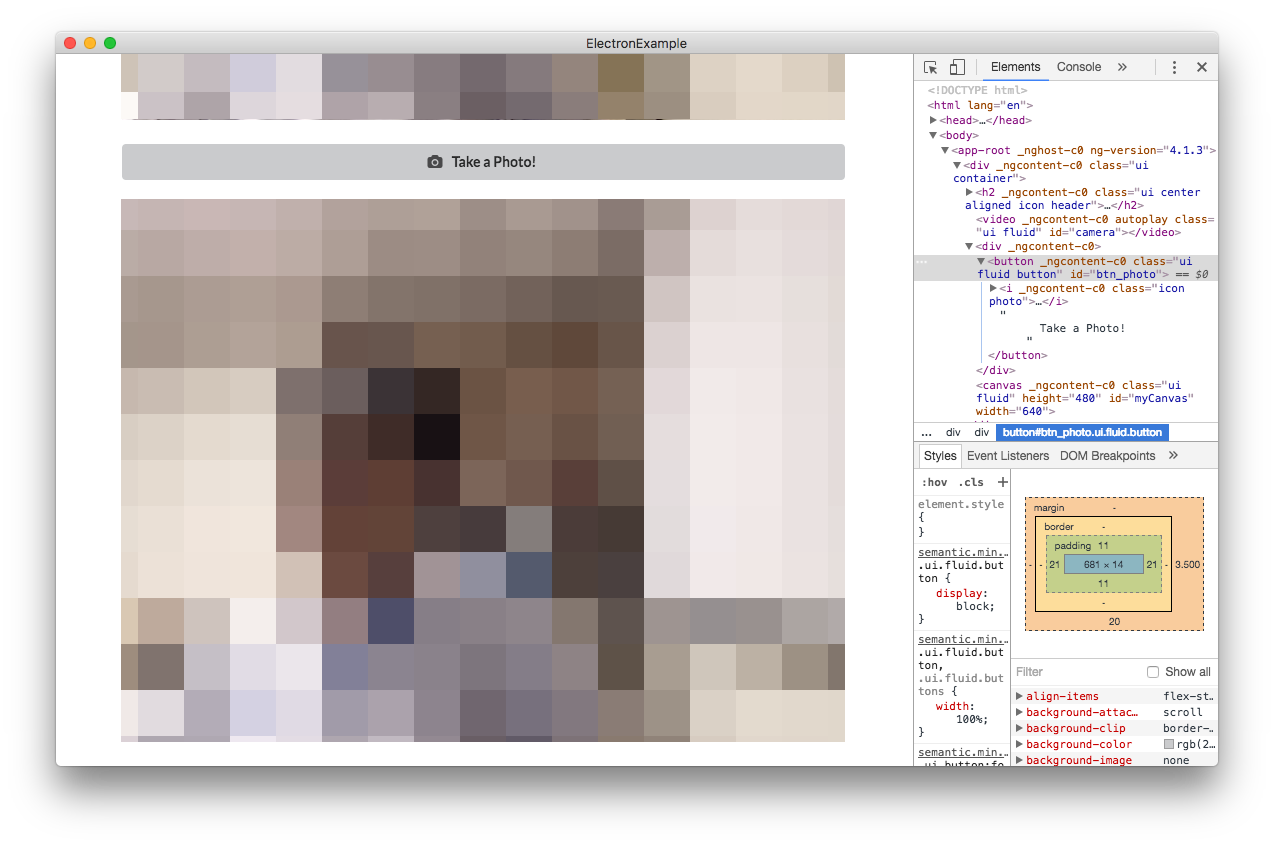 ElectronExample
Take a Photo!
Elements Console »
<!DOCTYPE html>
<html lang="en">
▶<head>…</head>
▼<body>
▼<app-root _nghost-c0 ng-version="4.1.3">
▼<div _ngcontent-c0 class="ui
container">
▶<h2 _ngcontent-c0 class="ui center
aligned icon header">…</h2>
<video _ngcontent-c0 autoplay class=
"ui fluid" id="camera"></video>
▼<div _ngcontent-c0>
… ▼<button _ngcontent-c0 class="ui
fluid button" id="btn_photo"> == $0
▶<i _ngcontent-c0 class="icon
photo">…</i>
"
Take a Photo!
"
</button>
</div>
<canvas _ngcontent-c0 class="ui
fluid" height="480" id="myCanvas"
width="640">
... div div button#btn_photo.ui.fluid.button
Styles Event Listeners DOM Breakpoints »
:hov .cls +
element.style
{
}
semantic.min.…
.ui.fluid.but
ton {
display:
block;
}
semantic.min.…
.ui.fluid.but
ton,
.ui.fluid.but
tons {
width:
100%;
}
semantic.min.…
margin -
border -
padding 11
- - 21 681 × 14 21 - 3.500
11
-
20
Filter Show all
▶ align-items flex-st…
▶ background-attac… scroll
▶ background-clip border-…
▶ background-color rgb(2…
▶ background-image none